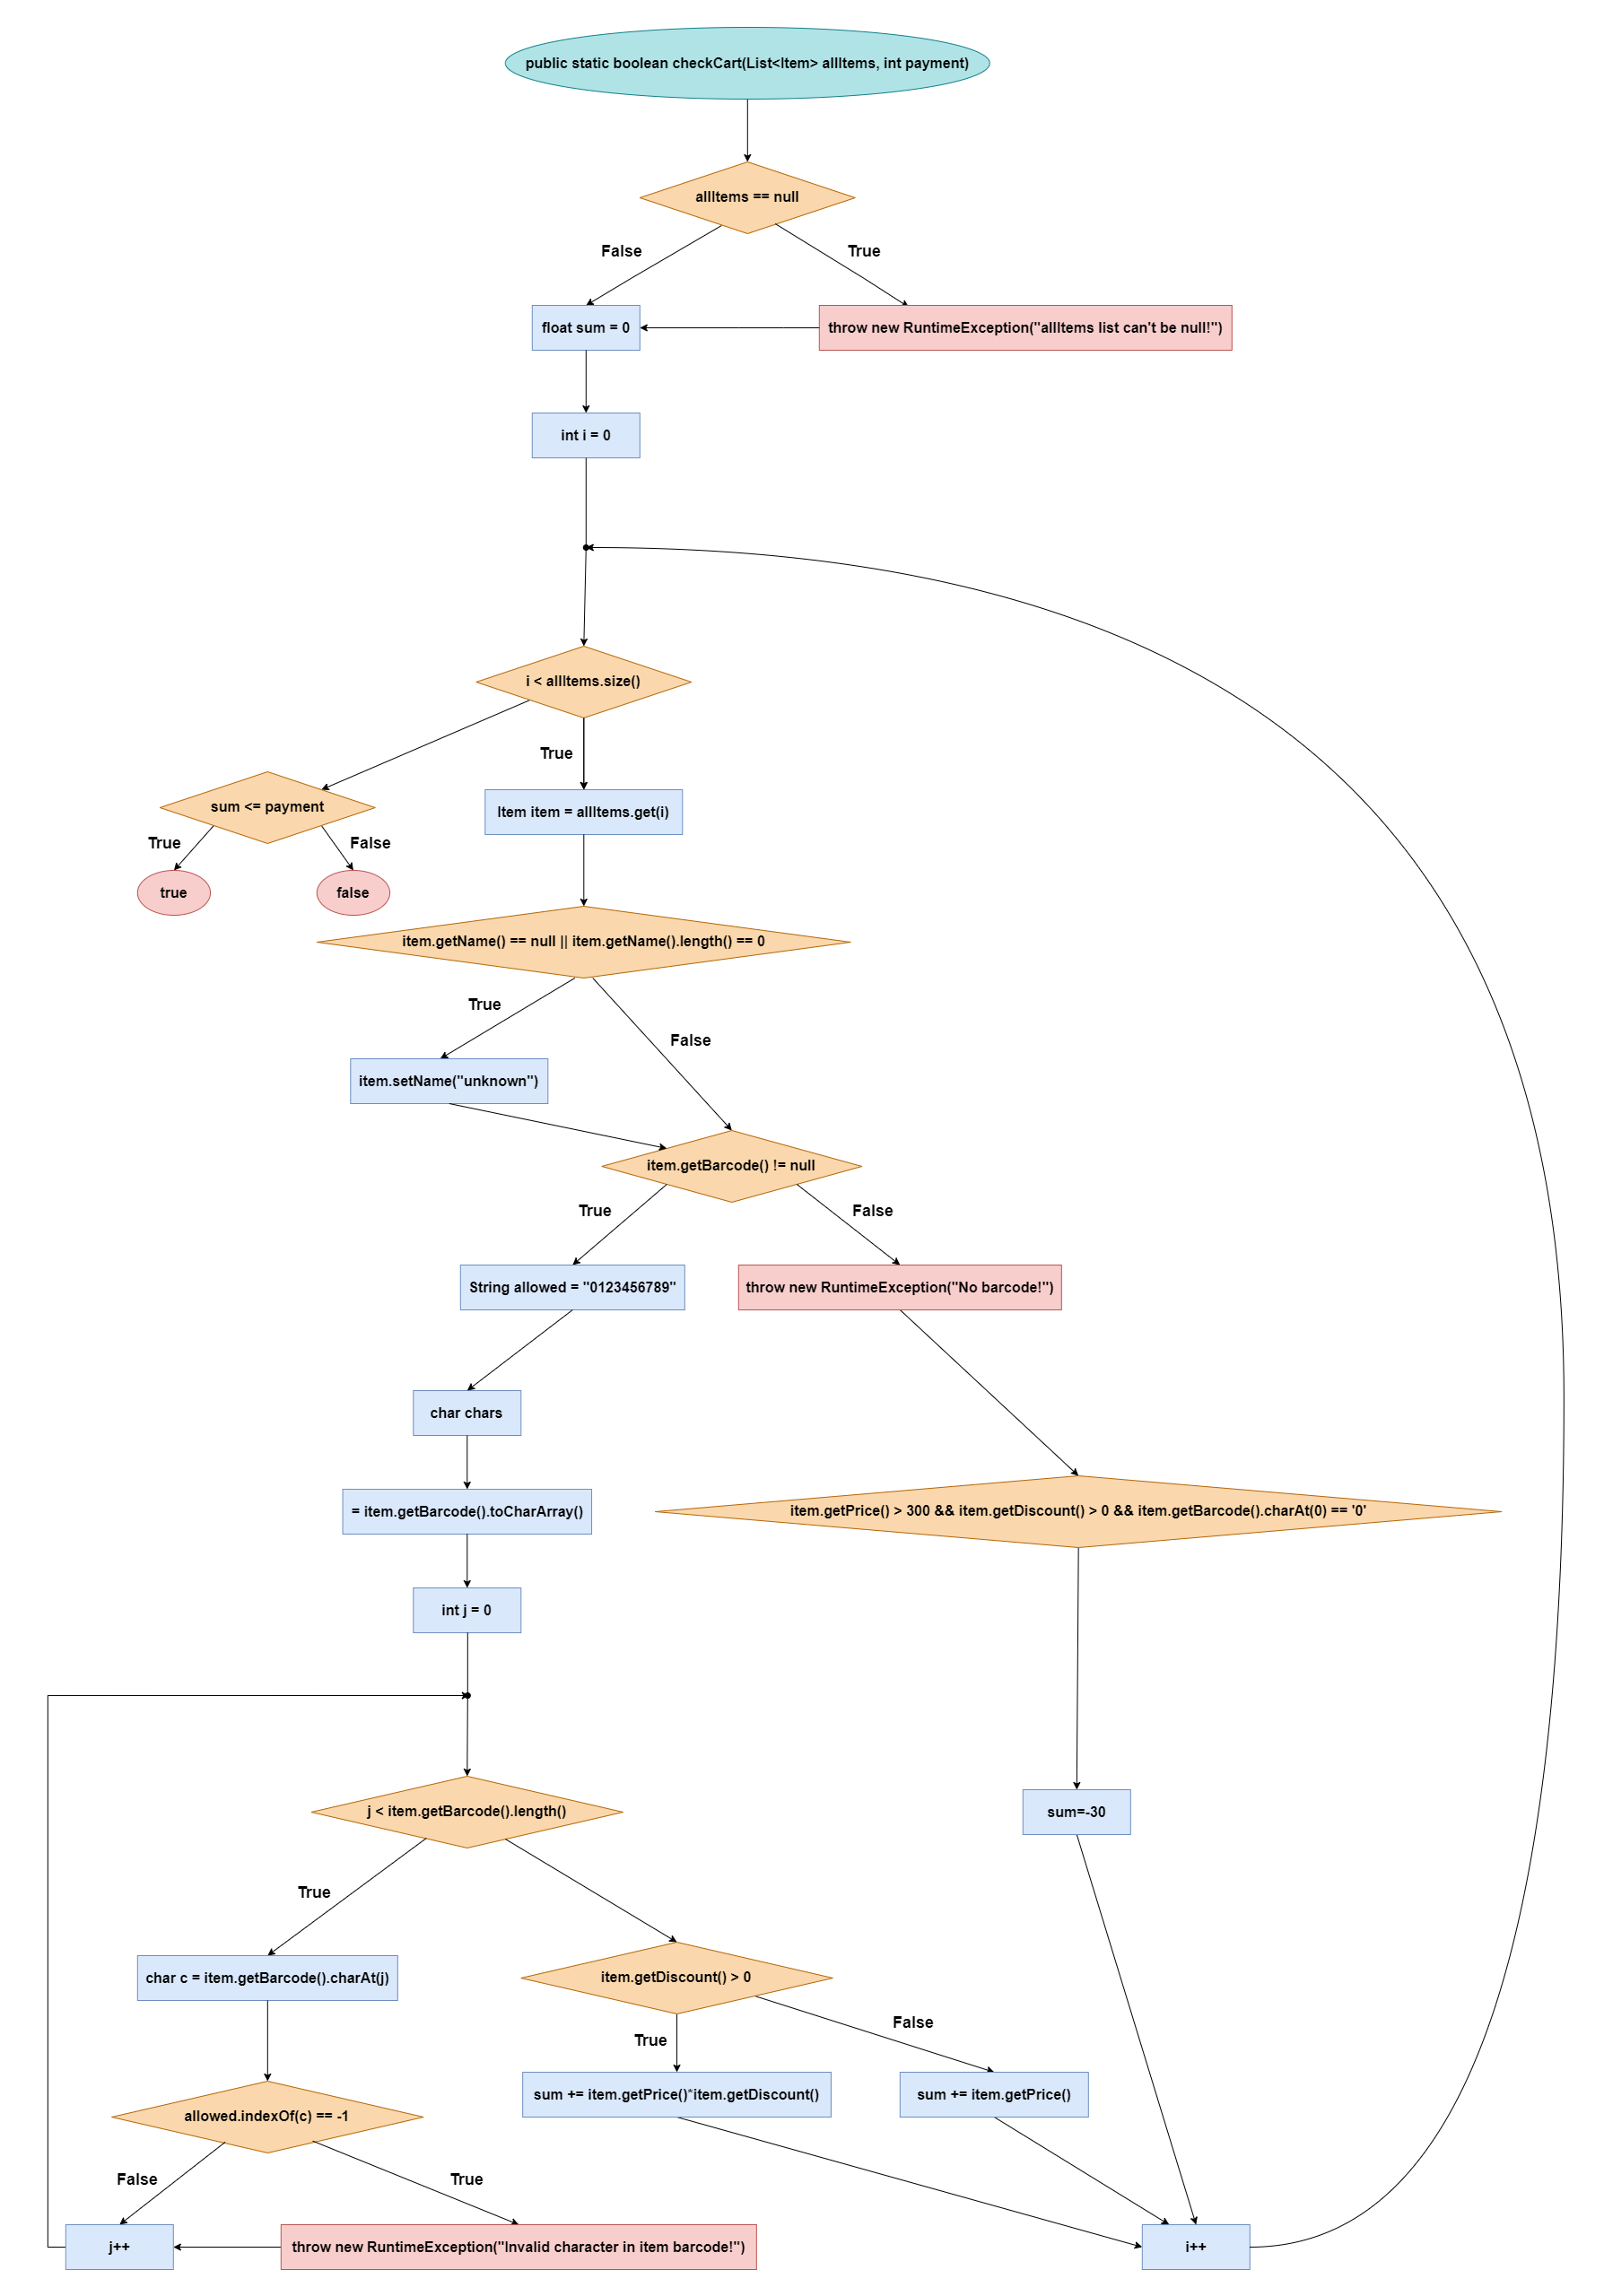 public static boolean checkCart(List<Item> allItems, int payment)
allItems == null
False
True
float sum = 0
throw new RuntimeException("allItems list can't be null!")
int i = 0
i < allItems.size()
True
Item item = allItems.get(i)
sum <= payment
True
False
true
false
item.getName() == null || item.getName().length() == 0
True
False
item.setName("unknown")
item.getBarcode() != null
True
False
String allowed = "0123456789"
throw new RuntimeException("No barcode!")
char chars
= item.getBarcode().toCharArray()
item.getPrice() > 300 && item.getDiscount() > 0 && item.getBarcode().charAt(0) == '0'
int j = 0
j < item.getBarcode().length()
sum=-30
True
char c = item.getBarcode().charAt(j)
item.getDiscount() > 0
True
False
sum += item.getPrice()*item.getDiscount()
sum += item.getPrice()
allowed.indexOf(c) == -1
False
True
j++
throw new RuntimeException("Invalid character in item barcode!")
i++